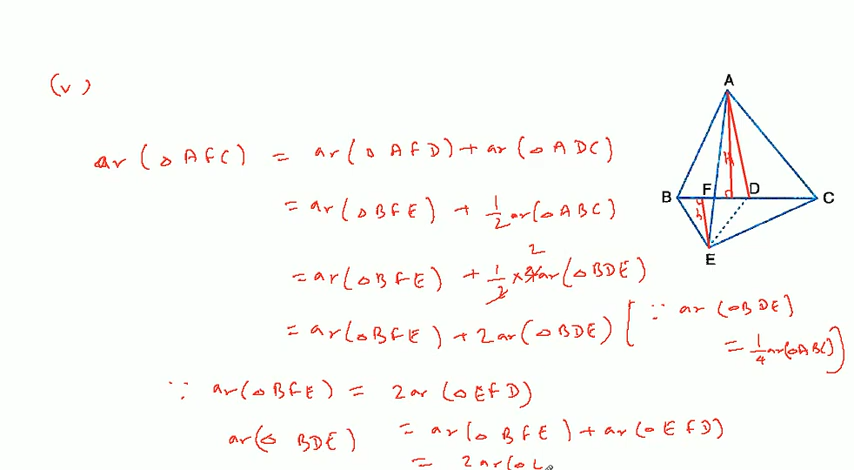 (v)
ar(△AFC) = ar(△AFD)+ar(△ADC)
= ar(△BFE) + 1/2 ar(△ABC)
2
= ar(△BFE) + 1/2 × 4 ar(△BDE)
= ar(△BFE) + 2ar(△BDE) [∵ ar(△BDE)
= 1/4 ar(△ABC)]
∵ ar(△BFE) = 2ar(△EFD)
ar(△BDE) = ar(△BFE) + ar(△EFD)
= 2ar(△
A
H
B F D C
h
E